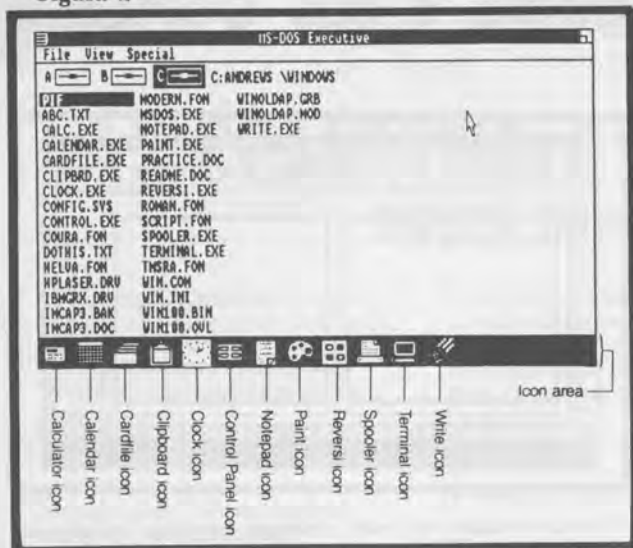 MS-DOS Executive
File View Special
A B C C:ANDREWS \WINDOWS
PIF MODERN.FON WINOLDAP.GRB
ABC.TXT MSDOS.EXE WINOLDAP.MOD
CALC.EXE NOTEPAD.EXE WRITE.EXE
CALENDAR.EXE PAINT.EXE
CARDFILE.EXE PRACTICE.DOC
CLIPBRD.EXE README.DOC
CLOCK.EXE REVERSI.EXE
CONFIG.SYS ROMAN.FON
CONTROL.EXE SCRIPT.FON
COURA.FON SPOOLER.EXE
DOTHIS.TXT TERMINAL.EXE
HELVA.FON TMSRA.FON
HPLASER.DRV WIN.COM
IBMGRX.DRV WIN.INI
INCAP3.BAK WIN100.BIN
INCAP3.DOC WIN100.OVL
Icon area
Calculator icon
Calendar icon
Cardfile icon
Clipboard icon
Clock icon
Control Panel icon
Notepad icon
Paint icon
Reversi icon
Spooler icon
Terminal icon
Write icon